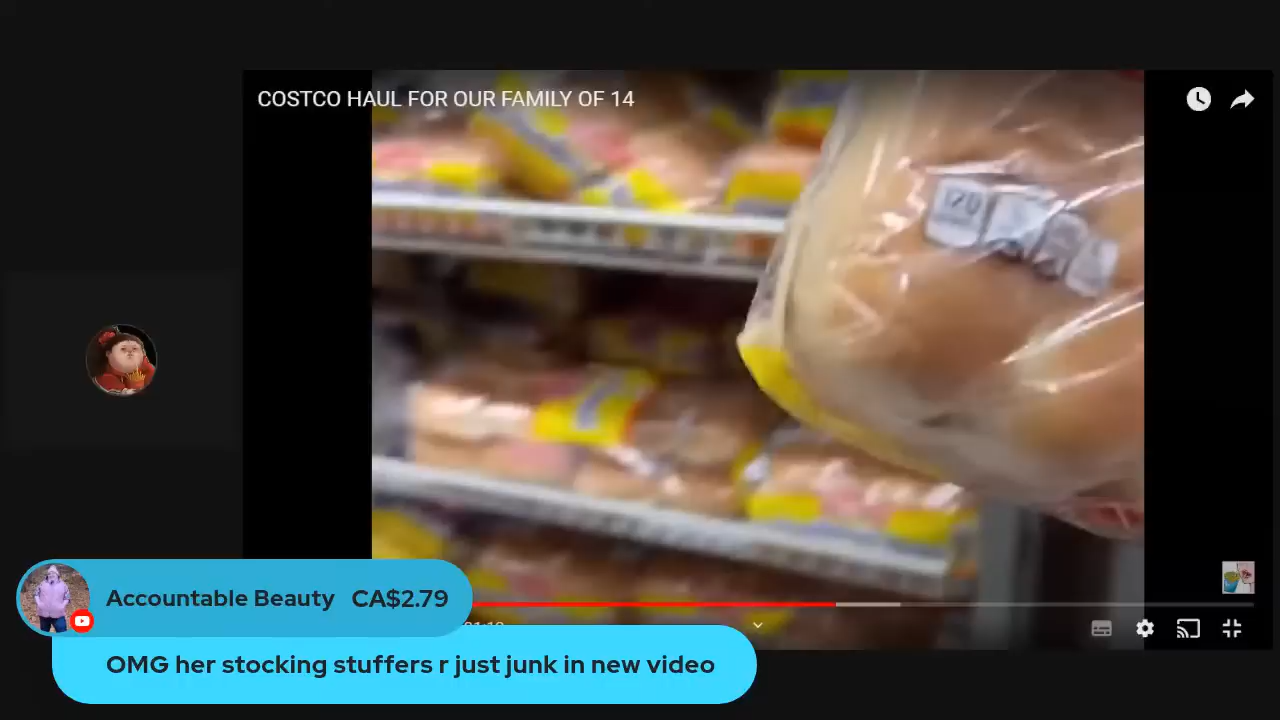 COSTCO HAUL FOR OUR FAMILY OF 14
120
Accountable Beauty CA$2.79
OMG her stocking stuffers r just junk in new video